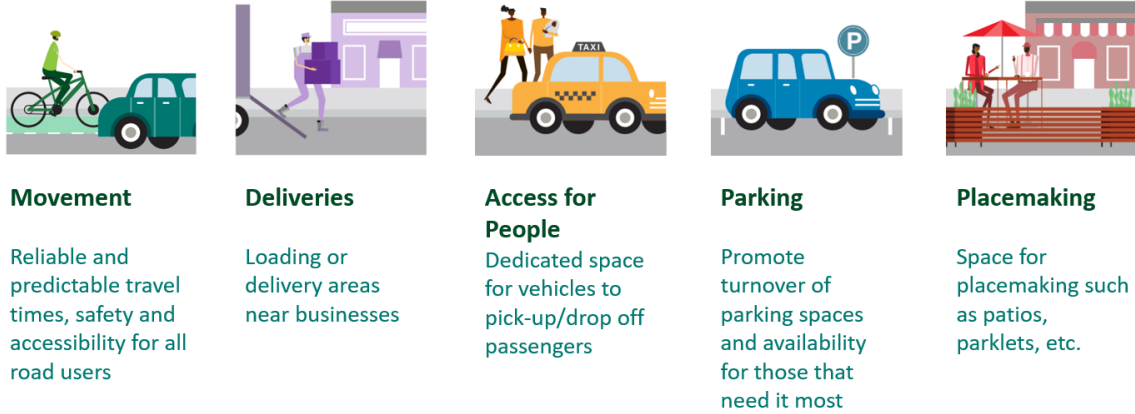 TAXI
P
Movement
Reliable and
predictable travel
times, safety and
accessibility for all
road users
Deliveries
Loading or
delivery areas
near businesses
Access for
People
Dedicated space
for vehicles to
pick-up/drop off
passengers
Parking
Promote
turnover of
parking spaces
and availability
for those that
need it most
Placemaking
Space for
placemaking such
as patios,
parklets, etc.